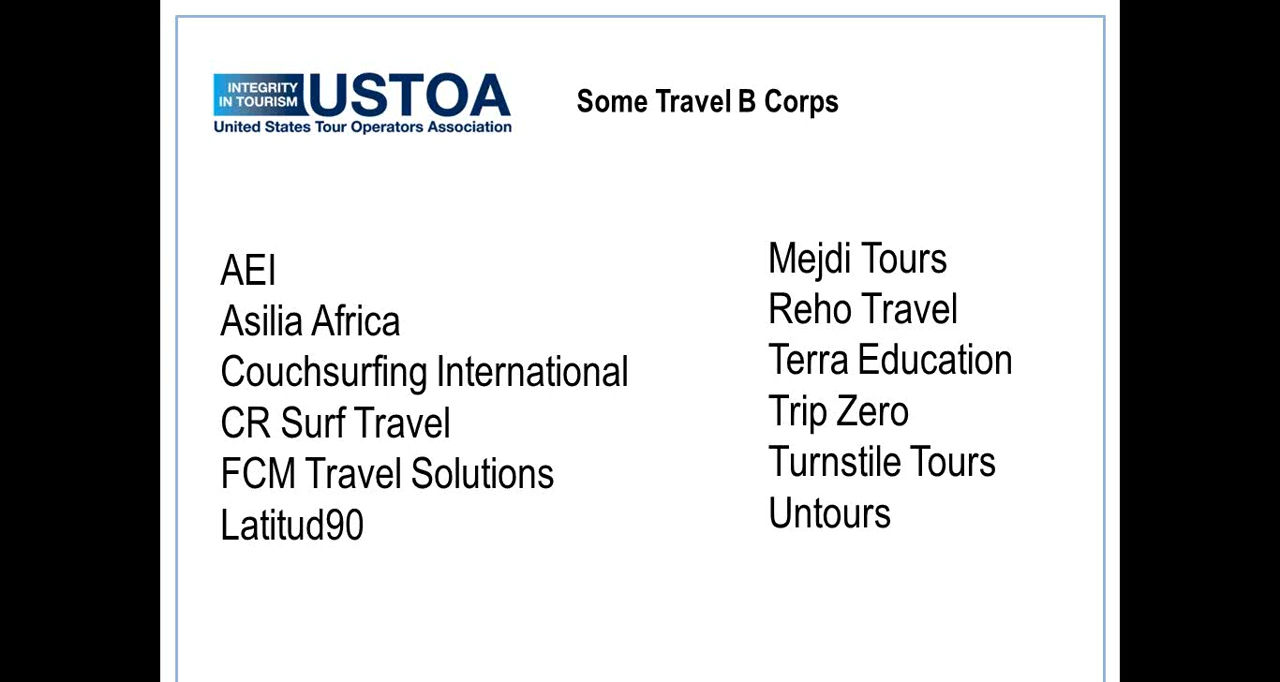 INTEGRITY
IN TOURISM
USTOA
United States Tour Operators Association
Some Travel B Corps
AEI
Asilia Africa
Couchsurfing International
CR Surf Travel
FCM Travel Solutions
Latitud90
Mejdi Tours
Reho Travel
Terra Education
Trip Zero
Turnstile Tours
Untours